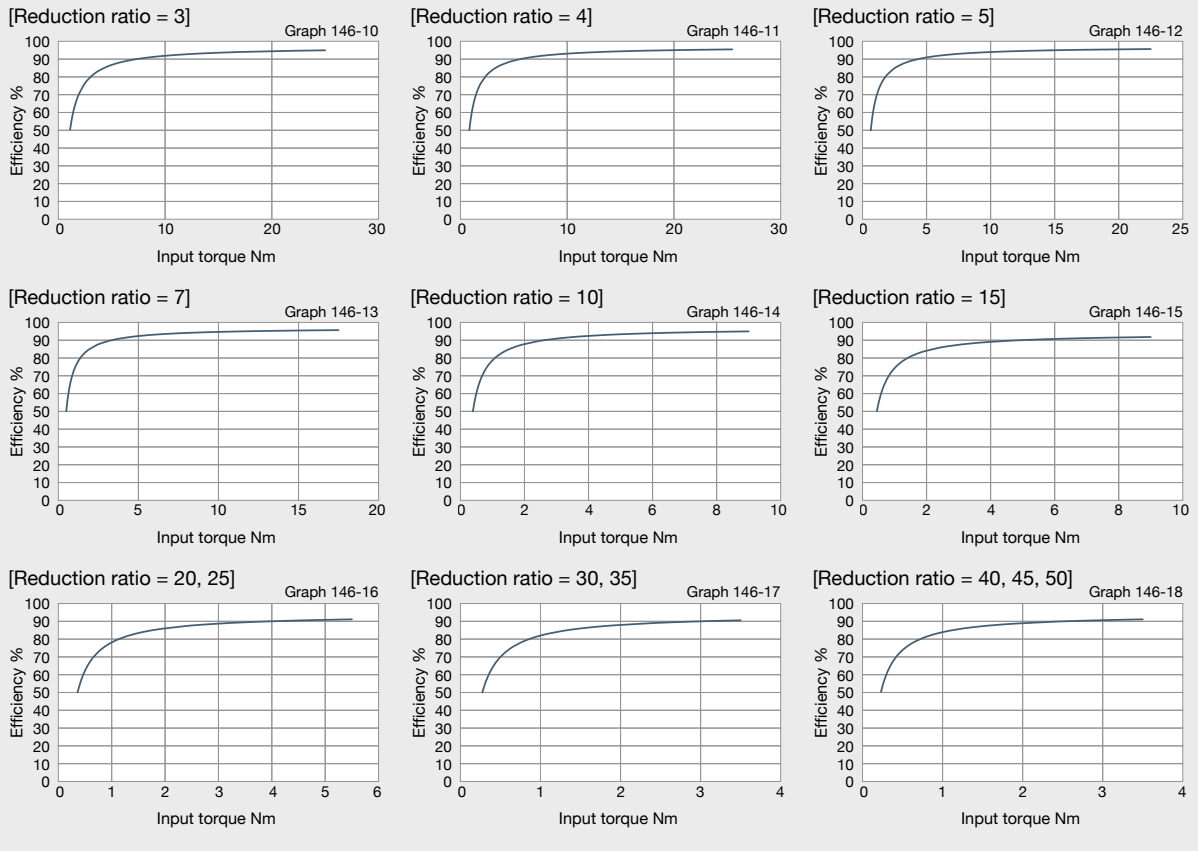 [Reduction ratio = 3]
Graph 146-10
Efficiency %
100
90
80
70
60
50
40
30
20
10
0
0 10 20 30
Input torque Nm
[Reduction ratio = 4]
Graph 146-11
Efficiency %
100
90
80
70
60
50
40
30
20
10
0
0 10 20 30
Input torque Nm
[Reduction ratio = 5]
Graph 146-12
Efficiency %
100
90
80
70
60
50
40
30
20
10
0
0 5 10 15 20 25
Input torque Nm
[Reduction ratio = 7]
Graph 146-13
Efficiency %
100
90
80
70
60
50
40
30
20
10
0
0 5 10 15 20
Input torque Nm
[Reduction ratio = 10]
Graph 146-14
Efficiency %
100
90
80
70
60
50
40
30
20
10
0
0 2 4 6 8 10
Input torque Nm
[Reduction ratio = 15]
Graph 146-15
Efficiency %
100
90
80
70
60
50
40
30
20
10
0
0 2 4 6 8 10
Input torque Nm
[Reduction ratio = 20, 25]
Graph 146-16
Efficiency %
100
90
80
70
60
50
40
30
20
10
0
0 1 2 3 4 5 6
Input torque Nm
[Reduction ratio = 30, 35]
Graph 146-17
Efficiency %
100
90
80
70
60
50
40
30
20
10
0
0 1 2 3 4
Input torque Nm
[Reduction ratio = 40, 45, 50]
Graph 146-18
Efficiency %
100
90
80
70
60
50
40
30
20
10
0
0 1 2 3 4
Input torque Nm